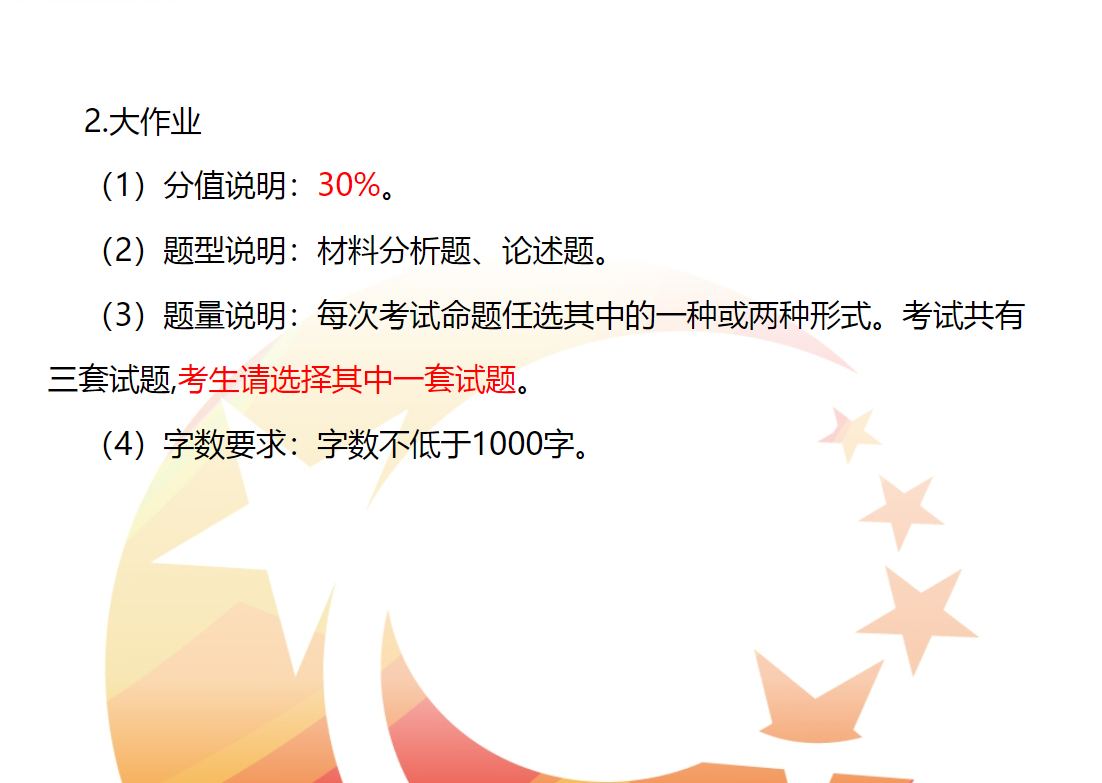 2.大作业
（1）分值说明：30%。
（2）题型说明：材料分析题、论述题。
（3）题量说明：每次考试命题任选其中的一种或两种形式。考试共有
三套试题,考生请选择其中一套试题。
（4）字数要求：字数不低于1000字。